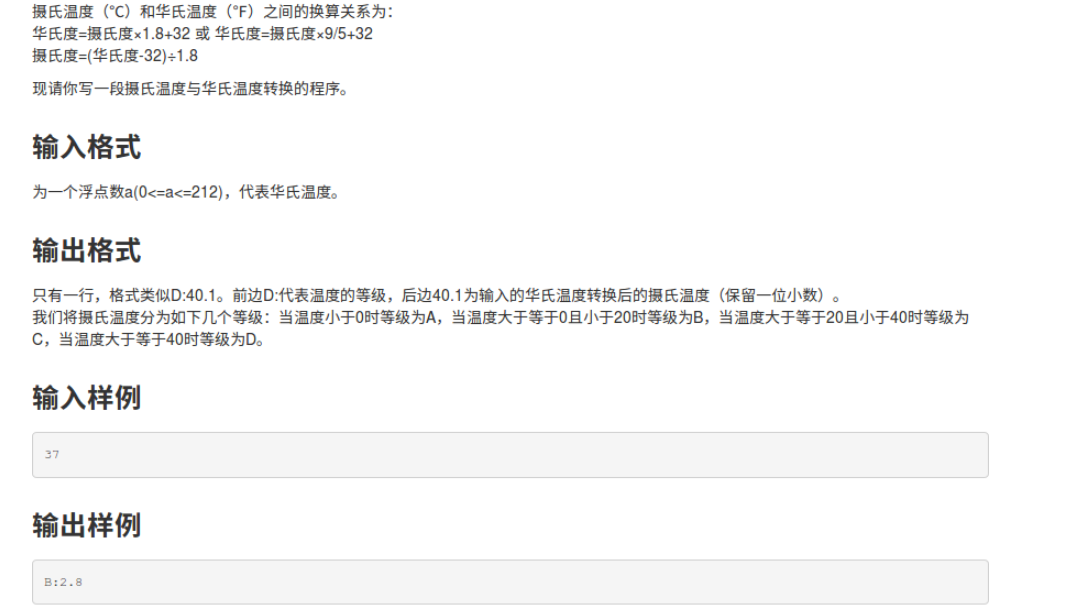 摄氏温度（℃）和华氏温度（℉）之间的换算关系为：
华氏度=摄氏度×1.8+32 或 华氏度=摄氏度×9/5+32
摄氏度=(华氏度-32)÷1.8
现请你写一段摄氏温度与华氏温度转换的程序。
输入格式
为一个浮点数a(0<=a<=212)，代表华氏温度。
输出格式
只有一行，格式类似D:40.1。前边D:代表温度的等级，后边40.1为输入的华氏温度转换后的摄氏温度（保留一位小数）。
我们将摄氏温度分为如下几个等级：当温度小于0时等级为A，当温度大于等于0且小于20时等级为B，当温度大于等于20且小于40时等级为
C，当温度大于等于40时等级为D。
输入样例
37
输出样例
B:2.8